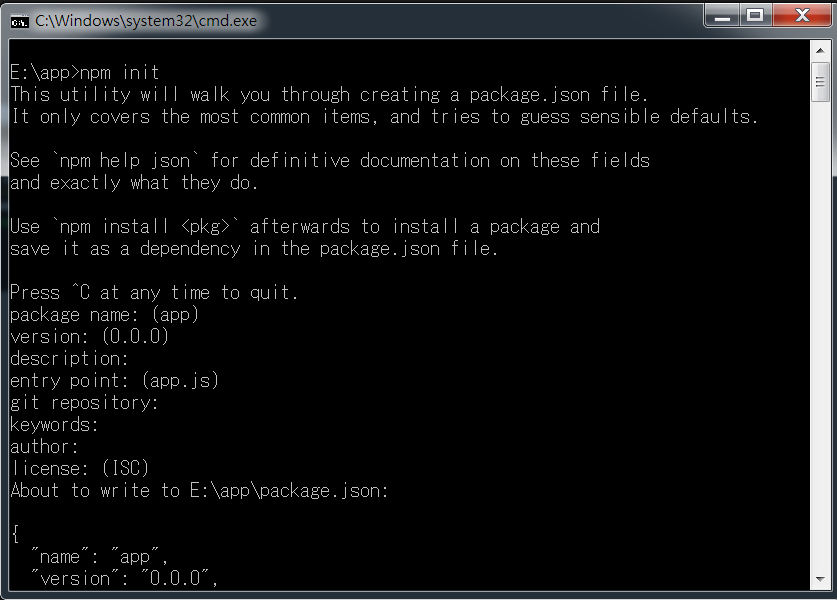 C:\Windows\system32\cmd.exe
E:\app>npm init
This utility will walk you through creating a package.json file.
It only covers the most common items, and tries to guess sensible defaults.
See `npm help json` for definitive documentation on these fields
and exactly what they do.
Use `npm install <pkg>` afterwards to install a package and
save it as a dependency in the package.json file.
Press ^C at any time to quit.
package name: (app)
version: (0.0.0)
description:
entry point: (app.js)
git repository:
keywords:
author:
license: (ISC)
About to write to E:\app\package.json:
{
"name": "app",
"version": "0.0.0",